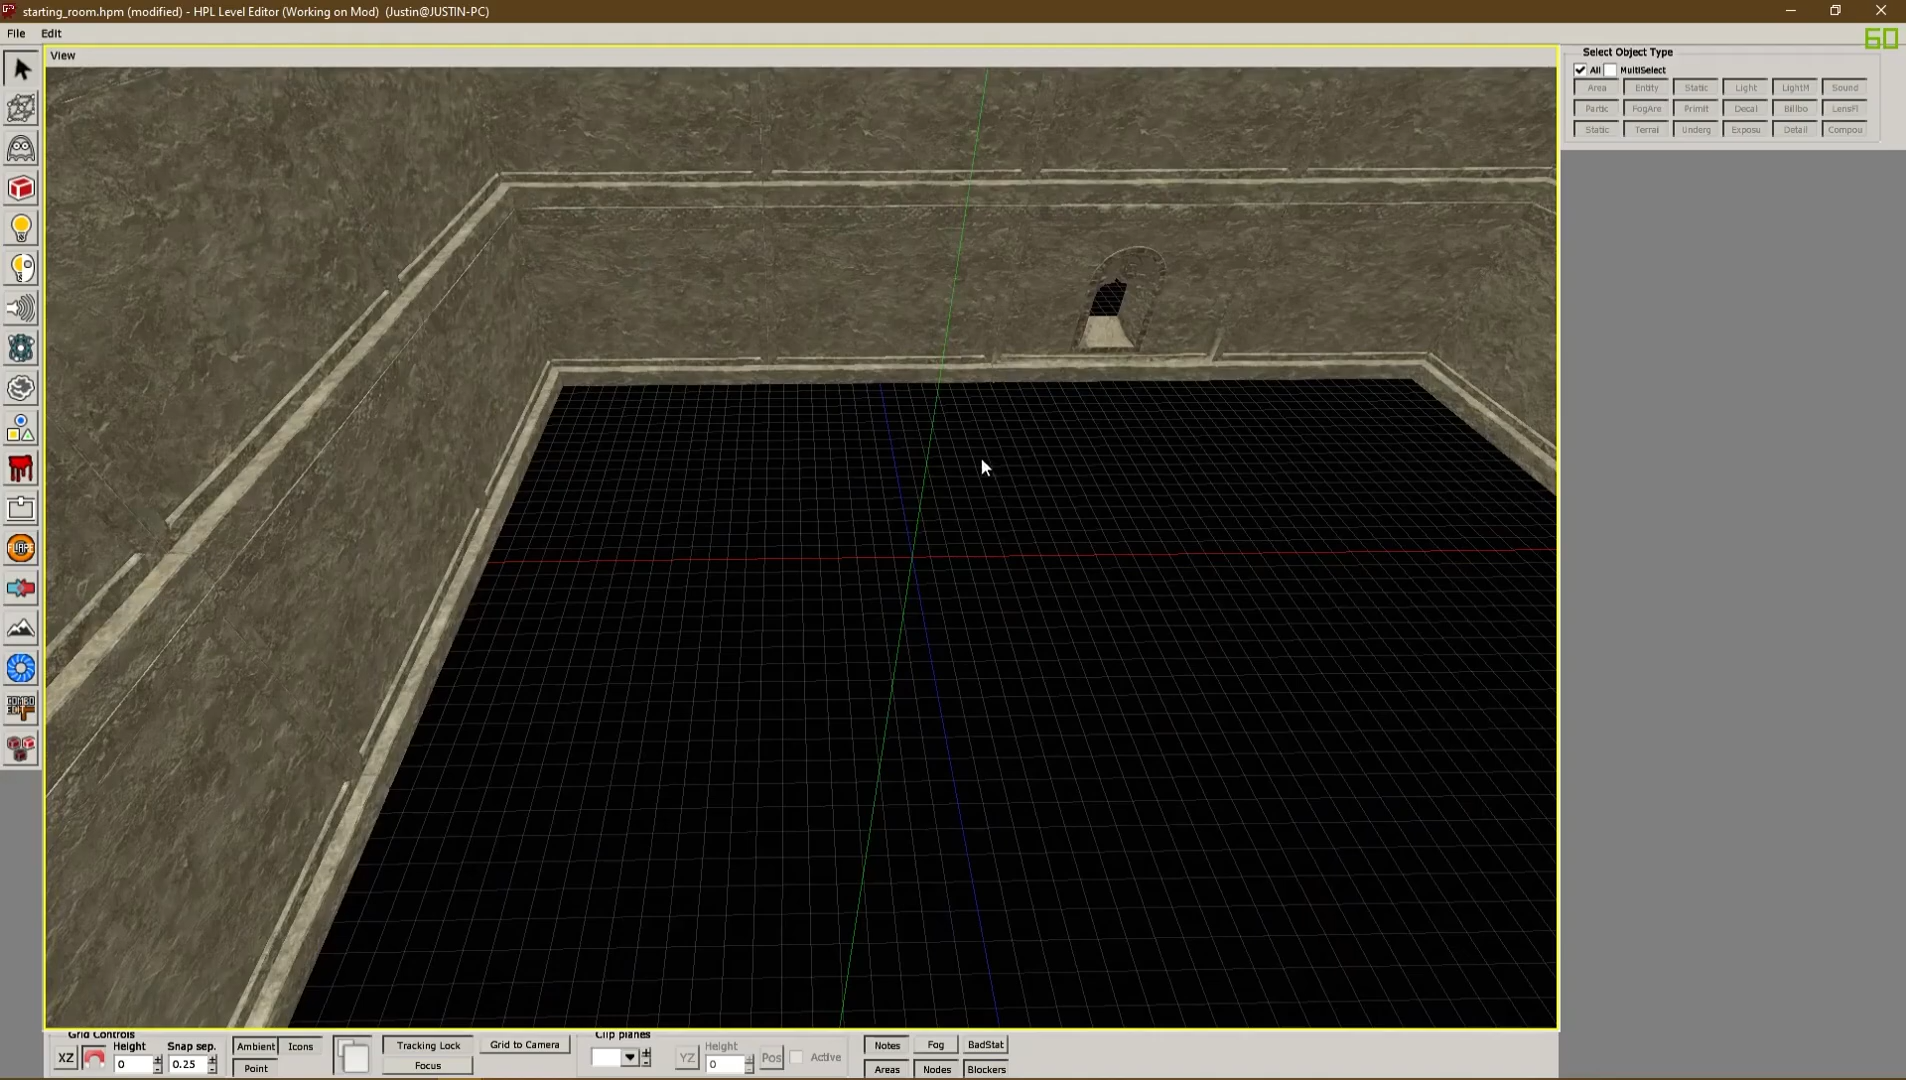 starting_room.hpm (modified) - HPL Level Editor (Working on Mod) (Justin@JUSTIN-PC)
File Edit
60
View
Select Object Type
All MultiSelect
Area Entity Static Light LightM Sound
Partic FogAre Primit Decal Billbo LensFl
Static Terrai Underg Exposu Detail Compou
FLARE
COMBO
Grid Controls
XZ Height Snap sep.
0 0.25
Ambient Icons
Point
Tracking Lock
Focus
Grid to Camera
Clip planes
YZ Height
0
Pos Active
Notes Fog BadStat
Areas Nodes Blockers